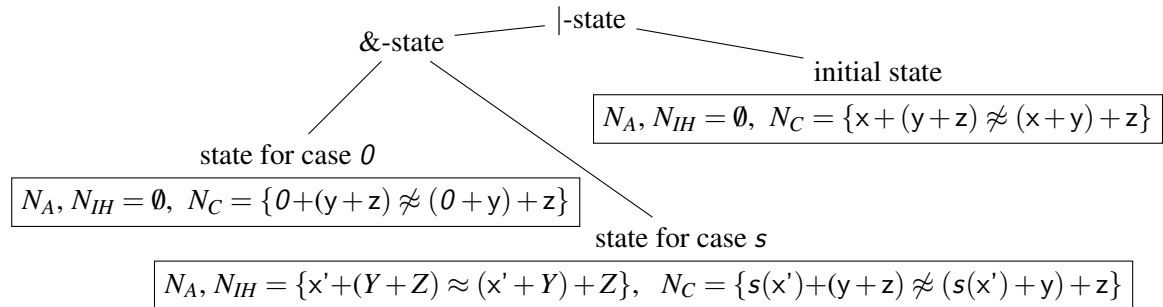 |-state
&-state
initial state
N_A, N_IH = ∅, N_C = {x + (y + z) ≉ (x + y) + z}
state for case 0
N_A, N_IH = ∅, N_C = {0+(y + z) ≉ (0 + y) + z}
state for case s
N_A, N_IH = {x'+(Y + Z) ≈ (x' + Y) + Z}, N_C = {s(x')+(y + z) ≉ (s(x') + y) + z}